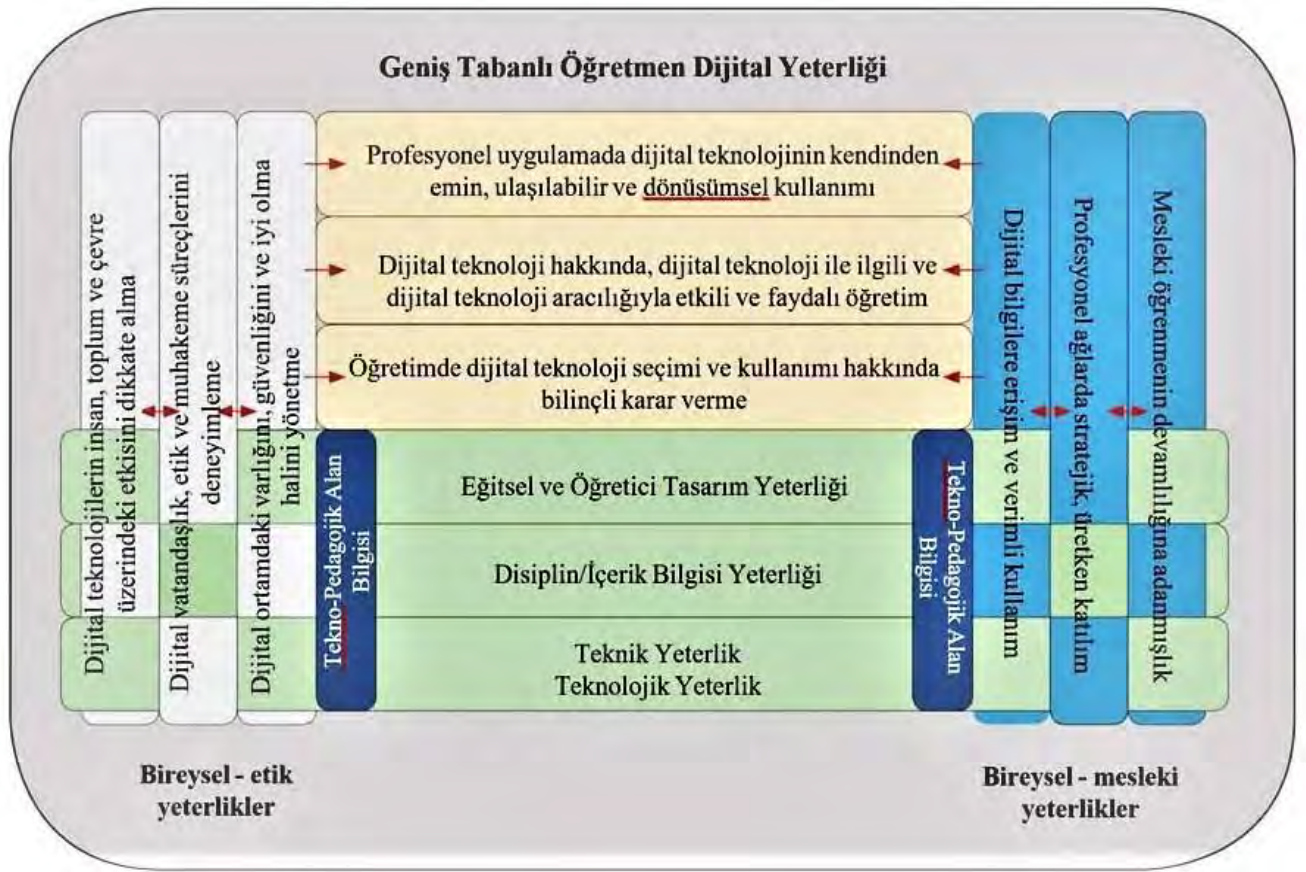 Geniş Tabanlı Öğretmen Dijital Yeterliği
Dijital teknolojilerin insan, toplum ve çevre
üzerindeki etkisini dikkate alma
Dijital vatandaşlık, etik ve muhakeme süreçlerini
deneyimleme
Dijital ortamdaki varlığını, güvenliğini ve iyi olma
halini yönetme
Profesyonel uygulamada dijital teknolojinin kendinden
emin, ulaşılabilir ve dönüşümsel kullanımı
Dijital teknoloji hakkında, dijital teknoloji ile ilgili ve
dijital teknoloji aracılığıyla etkili ve faydalı öğretim
Öğretimde dijital teknoloji seçimi ve kullanımı hakkında
bilinçli karar verme
Tekno-Pedagojik Alan
Bilgisi
Eğitsel ve Öğretici Tasarım Yeterliği
Disiplin/İçerik Bilgisi Yeterliği
Teknik Yeterlik
Teknolojik Yeterlik
Tekno-Pedagojik Alan
Bilgisi
Dijital bilgilere erişim ve verimli kullanım
Profesyonel ağlarda stratejik, üretken katılım
Mesleki öğrenmenin devamlılığına adanmışlık
Bireysel - etik
yeterlikler
Bireysel - mesleki
yeterlikler